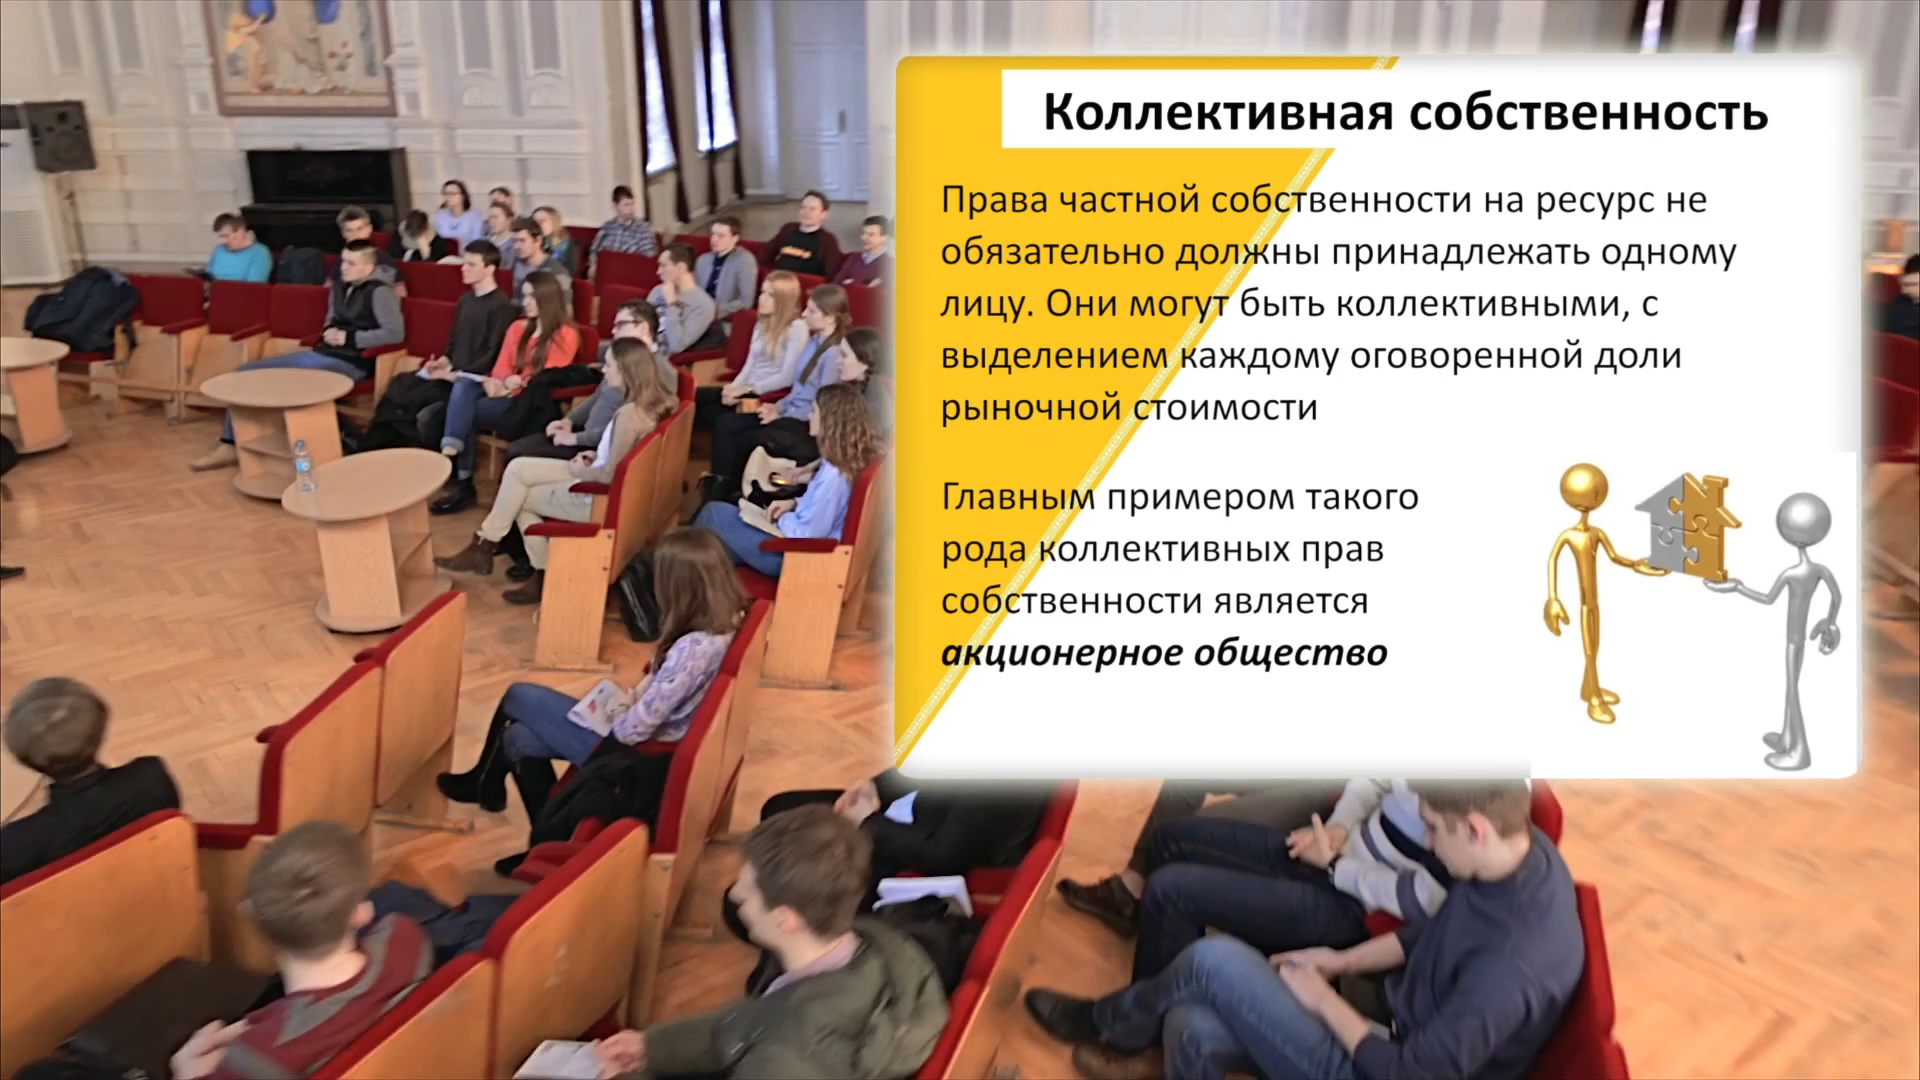 Коллективная собственность
Права частной собственности на ресурс не
обязательно должны принадлежать одному
лицу. Они могут быть коллективными, с
выделением каждому оговоренной доли
рыночной стоимости
Главным примером такого
рода коллективных прав
собственности является
акционерное общество